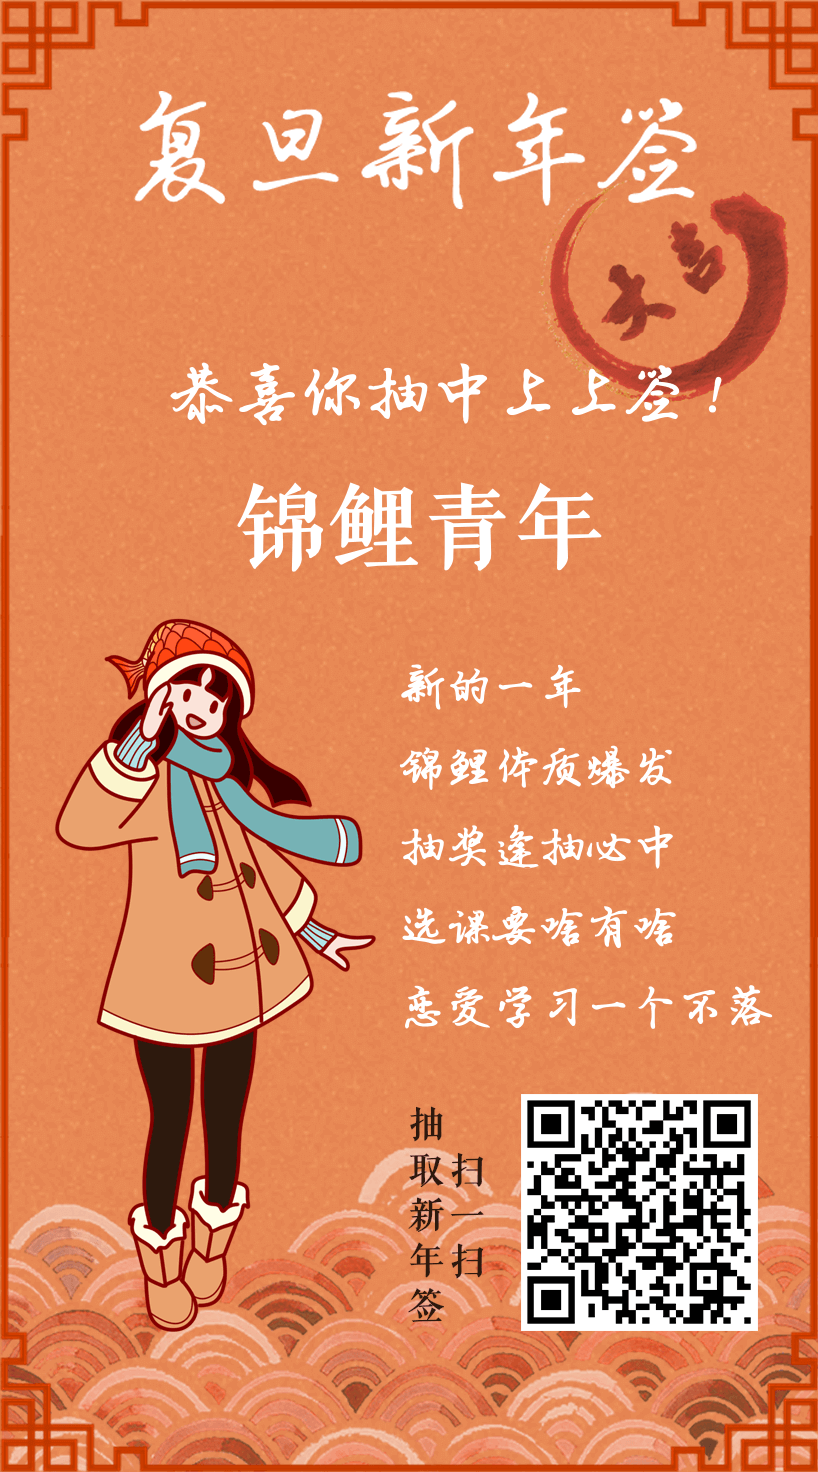 复旦新年签
大吉
恭喜你抽中上上签！
锦鲤青年
新的一年
锦鲤体质爆发
抽奖逢抽必中
选课要啥有啥
恋爱学习一个不落
扫一扫
抽取新年签